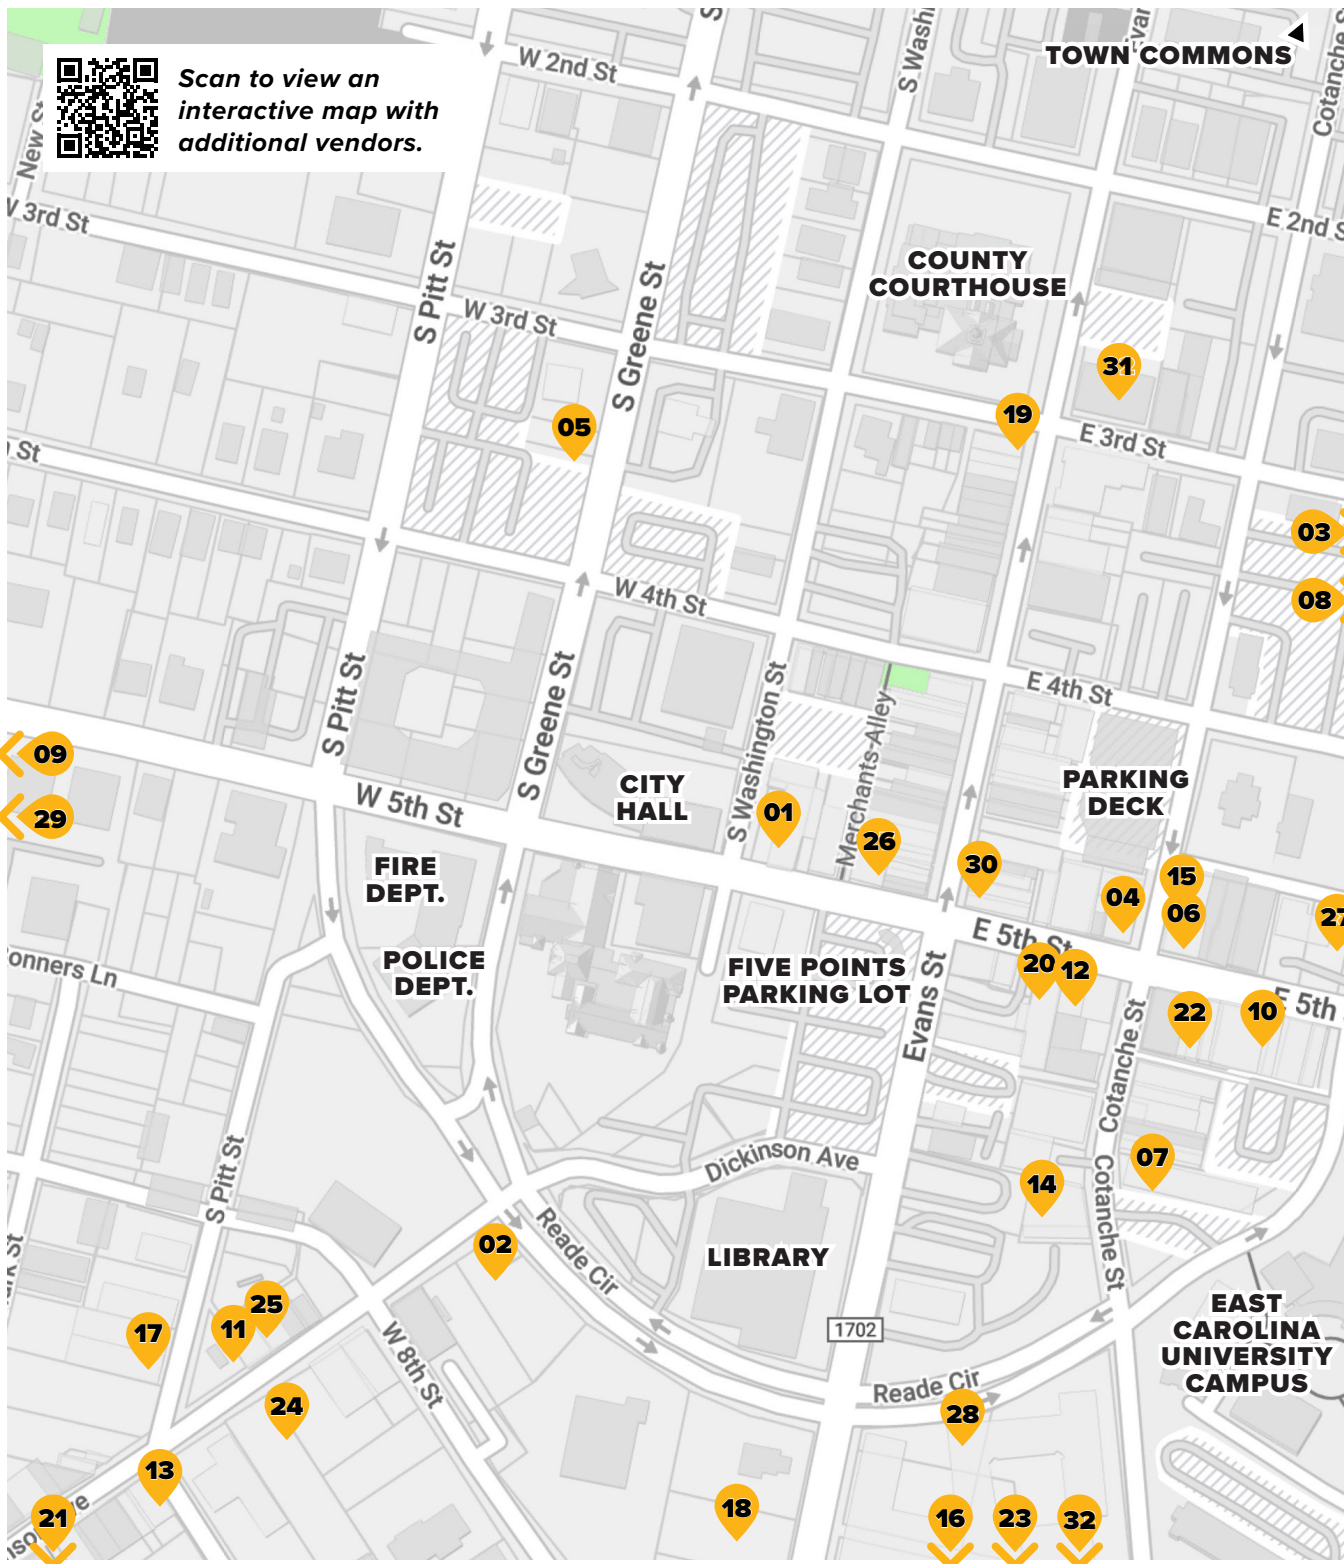 TOWN COMMONS
Scan to view an
interactive map with
additional vendors.
W 2nd St
S Wash
Cotanche S
New St
W 3rd St
E 2nd S
S Pitt St
W 3rd St
S Greene St
COUNTY
COURTHOUSE
31
19
05
E 3rd St
St
03
08
W 4th St
E 4th St
S Pitt St
S Greene St
S Washington St
Merchants Alley
09
29
W 5th St
CITY
HALL
01
26
PARKING
DECK
30
15
04
06
27
FIRE
DEPT.
POLICE
DEPT.
E 5th St
20
12
FIVE POINTS
PARKING LOT
Evans St
22
10
E 5th
onners Ln
Cotanche St
S Pitt St
Dickinson Ave
07
14
Cotanche St
02
Reade Cir
LIBRARY
EAST
CAROLINA
UNIVERSITY
CAMPUS
25
11
17
1702
W 8th St
Reade Cir
24
28
13
21
18
16
23
32